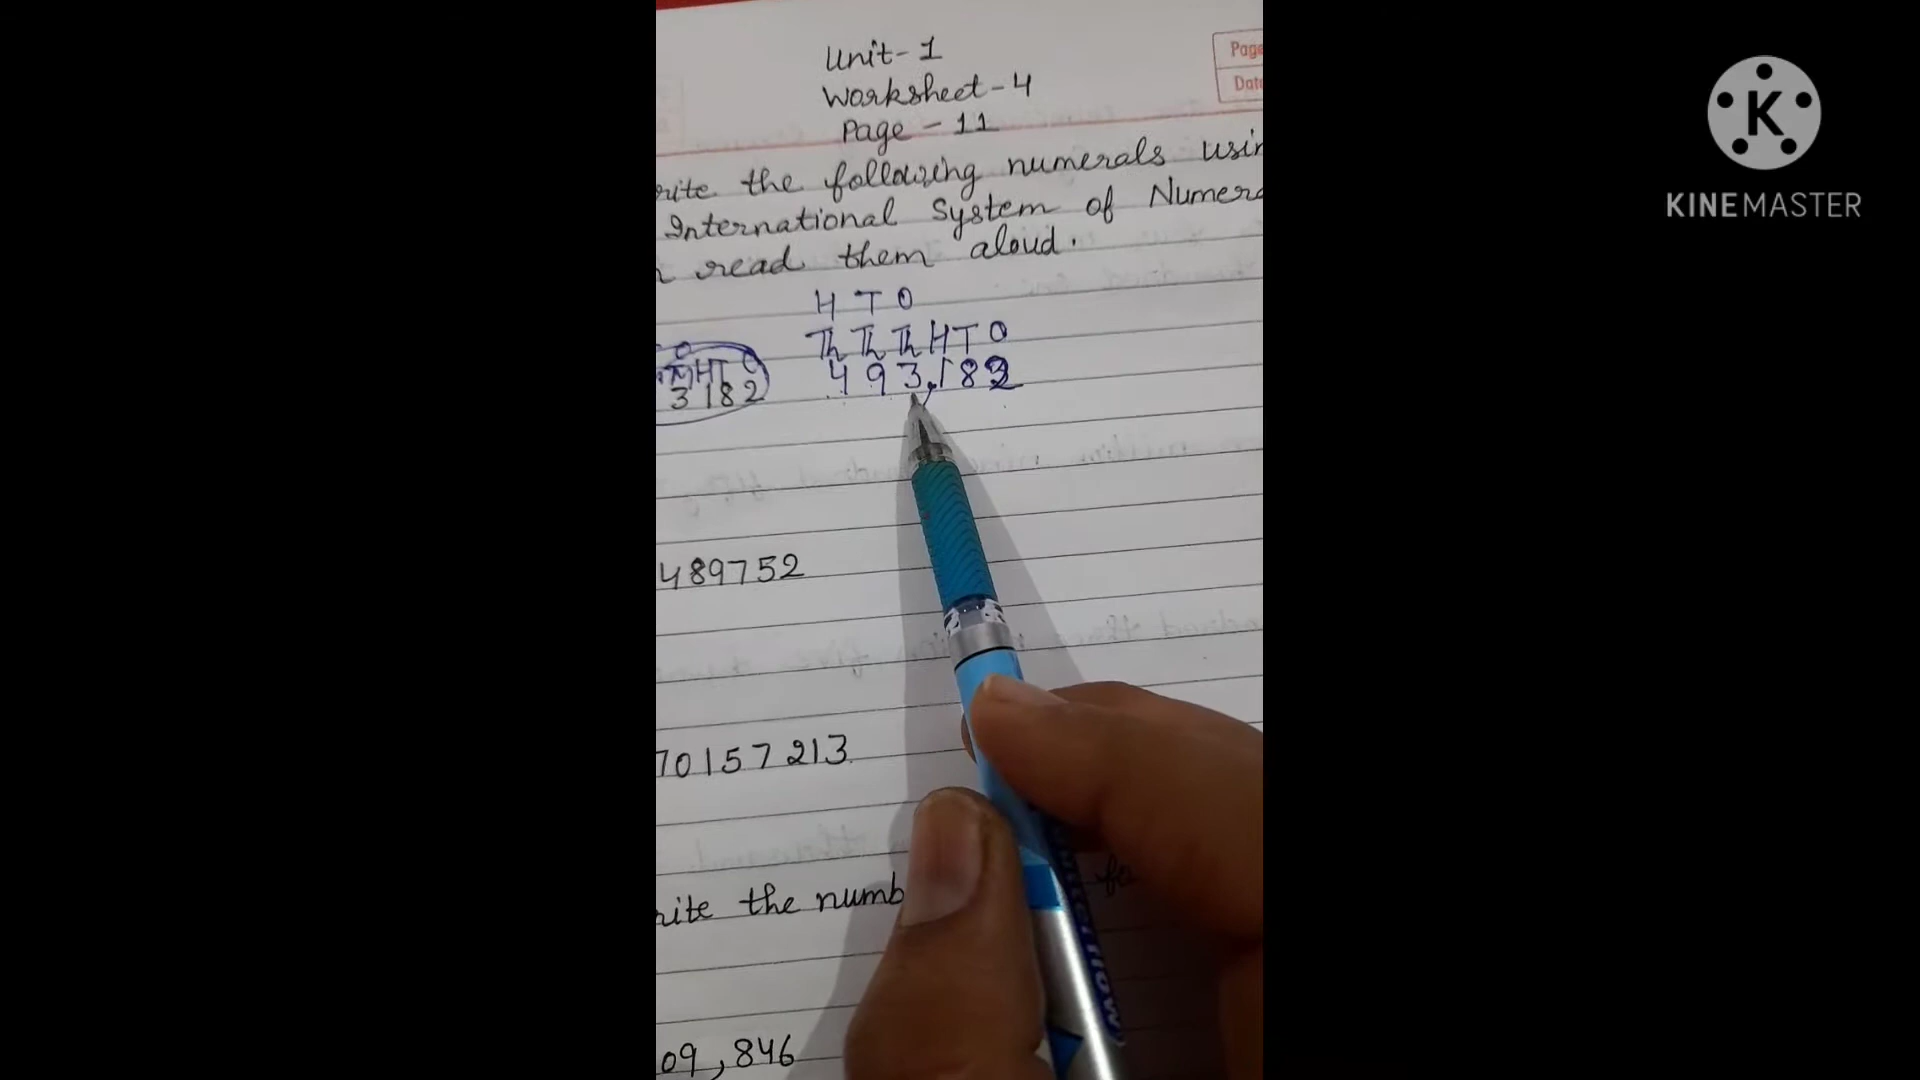 Unit-1
Worksheet-4
Page-11
Page
Date
rite the following numerals usin
International System of Numera
read them aloud.
H T O
Th Th Th H T O
493,182
O
Th H T O
3182
489752
70157213
rite the numb
09,846
K
KINEMASTER